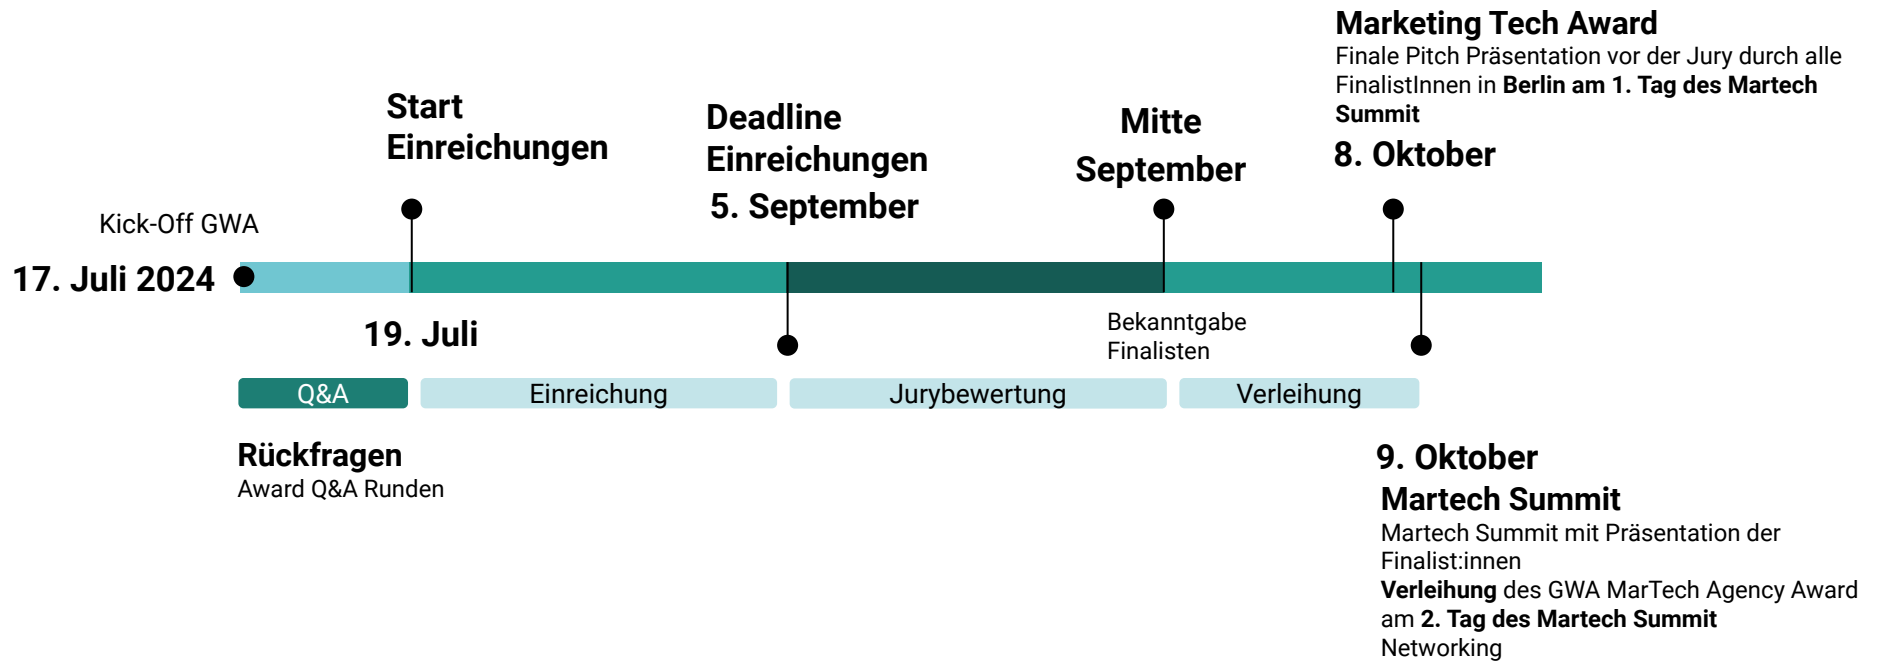 Marketing Tech Award
Finale Pitch Präsentation vor der Jury durch alle
FinalistInnen in Berlin am 1. Tag des Martech
Summit
8. Oktober
Start
Einreichungen
Deadline
Einreichungen
5. September
Mitte
September
Kick-Off GWA
17. Juli 2024
19. Juli
Bekanntgabe
Finalisten
Q&A
Einreichung
Jurybewertung
Verleihung
Rückfragen
Award Q&A Runden
9. Oktober
Martech Summit
Martech Summit mit Präsentation der
Finalist:innen
Verleihung des GWA MarTech Agency Award
am 2. Tag des Martech Summit
Networking